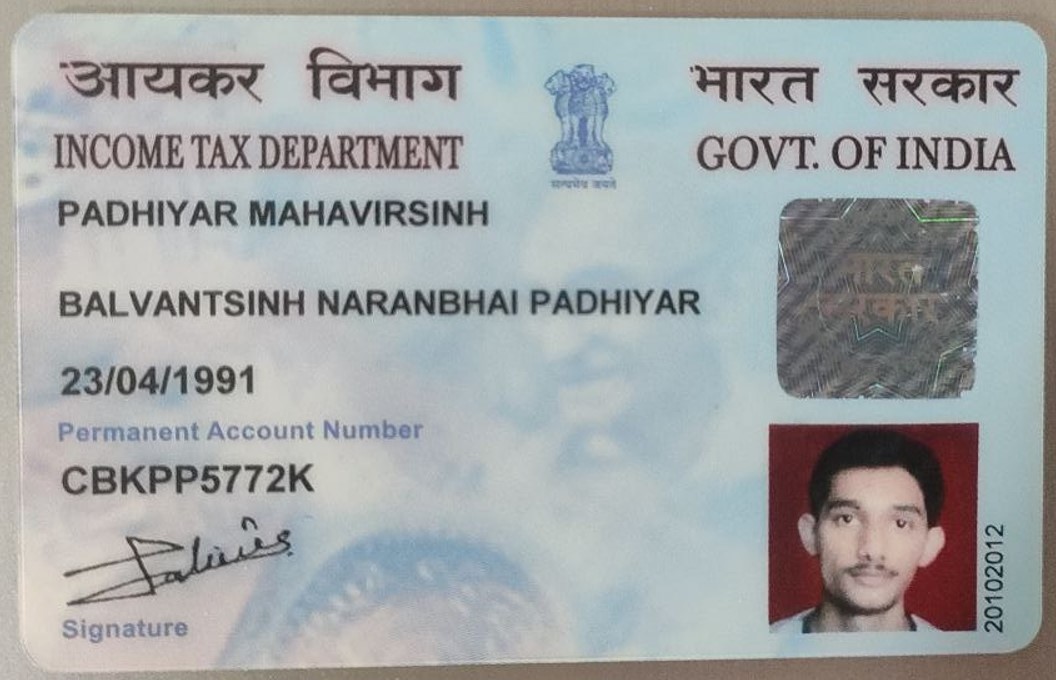 आयकर विभाग
INCOME TAX DEPARTMENT
भारत सरकार
GOVT. OF INDIA
सत्यमेव जयते
PADHIYAR MAHAVIRSINH
BALVANTSINH NARANBHAI PADHIYAR
23/04/1991
Permanent Account Number
CBKPP5772K
Signature
भारत
सरकार
20102012